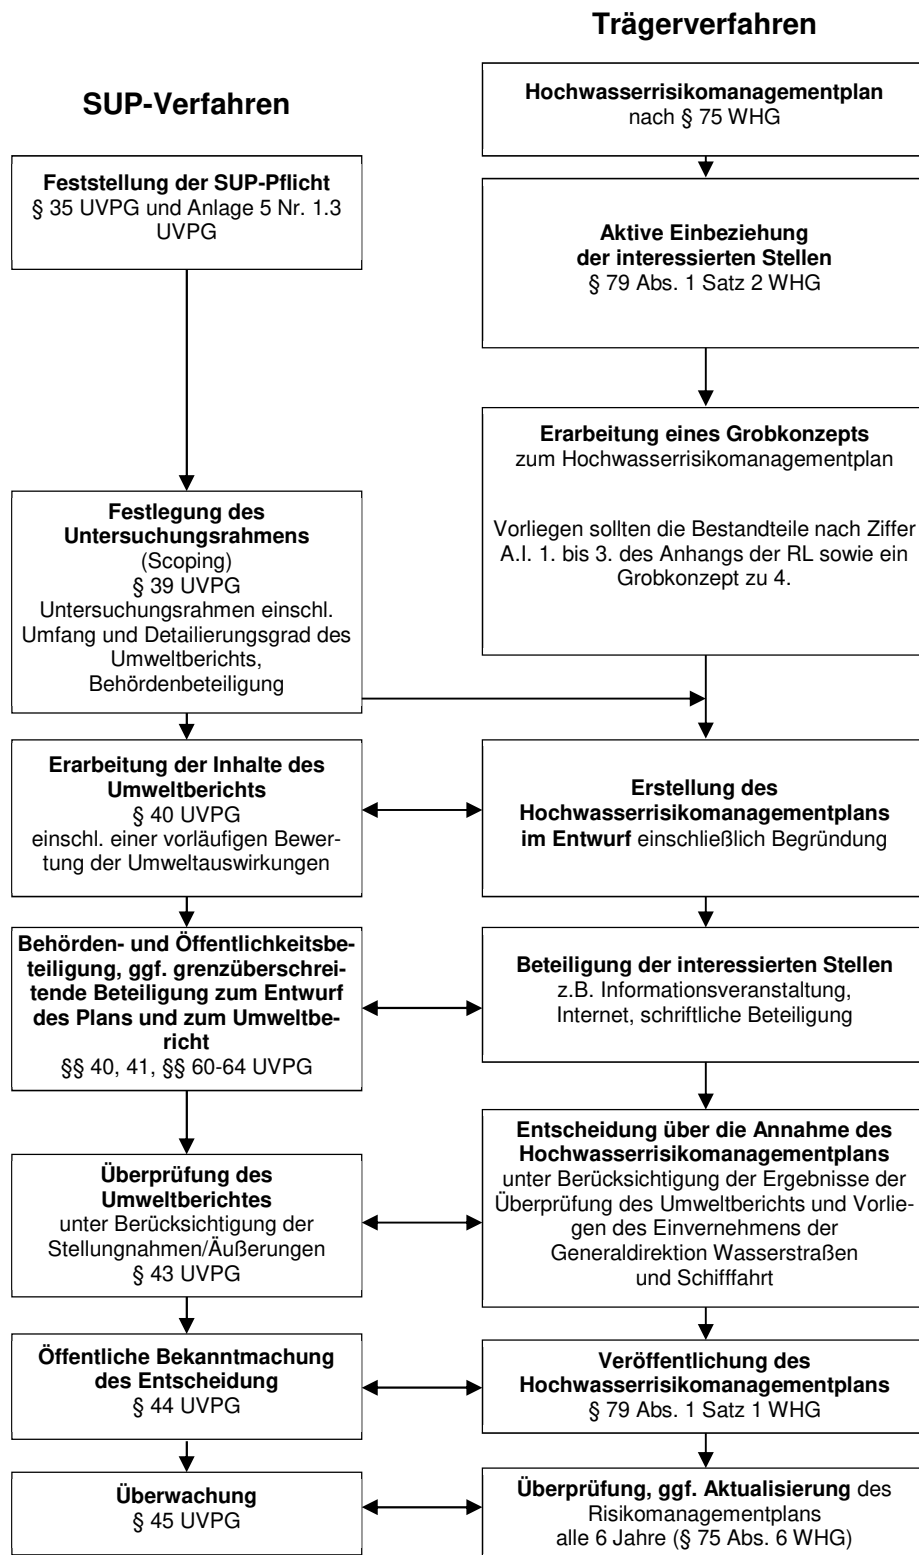 Trägerverfahren
SUP-Verfahren
Hochwasserrisikomanagementplan
nach § 75 WHG
Feststellung der SUP-Pflicht
§ 35 UVPG und Anlage 5 Nr. 1.3
UVPG
Aktive Einbeziehung
der interessierten Stellen
§ 79 Abs. 1 Satz 2 WHG
Erarbeitung eines Grobkonzepts
zum Hochwasserrisikomanagementplan
Vorliegen sollten die Bestandteile nach Ziffer
A.I. 1. bis 3. des Anhangs der RL sowie ein
Grobkonzept zu 4.
Festlegung des
Untersuchungsrahmens
(Scoping)
§ 39 UVPG
Untersuchungsrahmen einschl.
Umfang und Detailierungsgrad des
Umweltberichts,
Behördenbeteiligung
Erarbeitung der Inhalte des
Umweltberichts
§ 40 UVPG
einschl. einer vorläufigen Bewer-
tung der Umweltauswirkungen
Erstellung des
Hochwasserrisikomanagementplans
im Entwurf einschließlich Begründung
Behörden- und Öffentlichkeitsbe-
teiligung, ggf. grenzüberschrei-
tende Beteiligung zum Entwurf
des Plans und zum Umweltbe-
richt
§§ 40, 41, §§ 60-64 UVPG
Beteiligung der interessierten Stellen
z.B. Informationsveranstaltung,
Internet, schriftliche Beteiligung
Entscheidung über die Annahme des
Hochwasserrisikomanagementplans
unter Berücksichtigung der Ergebnisse der
Überprüfung des Umweltberichts und Vorlie-
gen des Einvernehmens der
Generaldirektion Wasserstraßen
und Schifffahrt
Überprüfung des
Umweltberichtes
unter Berücksichtigung der
Stellungnahmen/Äußerungen
§ 43 UVPG
Öffentliche Bekanntmachung
des Entscheidung
§ 44 UVPG
Veröffentlichung des
Hochwasserrisikomanagementplans
§ 79 Abs. 1 Satz 1 WHG
Überwachung
§ 45 UVPG
Überprüfung, ggf. Aktualisierung des
Risikomanagementplans
alle 6 Jahre (§ 75 Abs. 6 WHG)